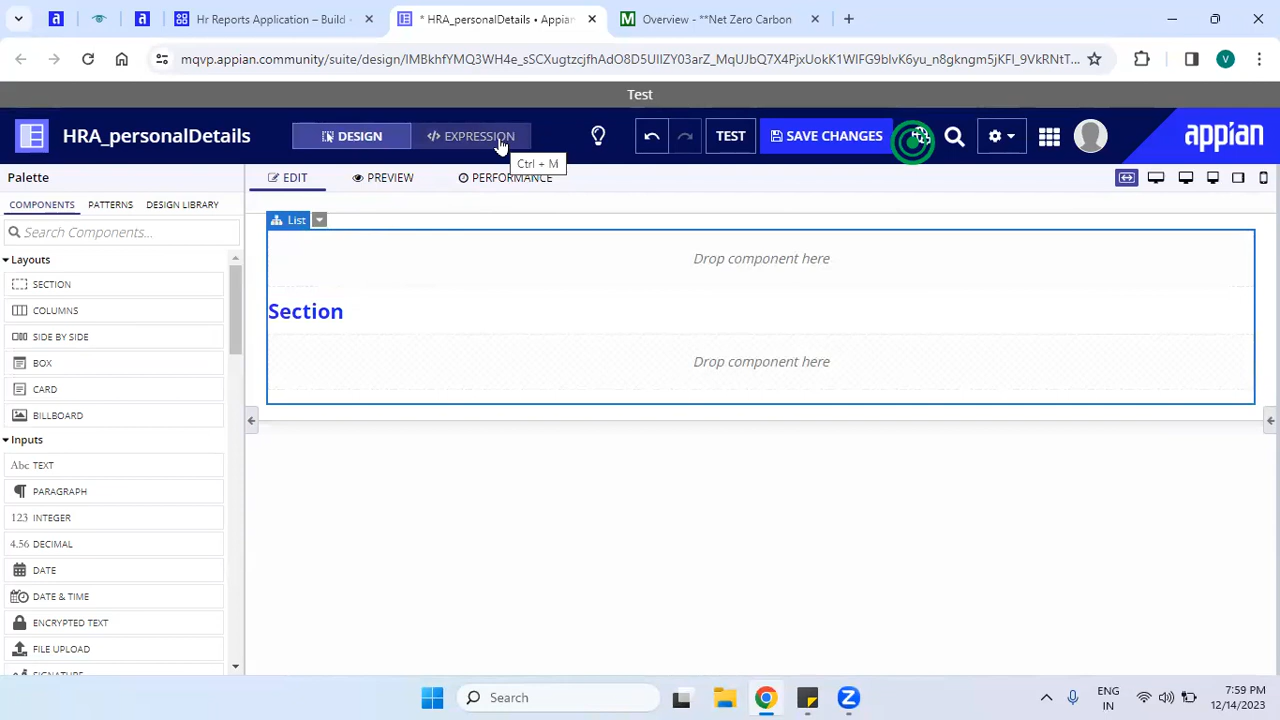 Hr Reports Application – Build -
* HRA_personalDetails • Appian
Overview - **Net Zero Carbon
mqvp.appian.community/suite/design/
Test
HRA_personalDetails
DESIGN
</> EXPRESSION
TEST
SAVE CHANGES
appian
Ctrl + M
Palette
EDIT
PREVIEW
PERFORMANCE
COMPONENTS
PATTERNS
DESIGN LIBRARY
Search Components...
List
Layouts
Drop component here
SECTION
COLUMNS
Section
SIDE BY SIDE
BOX
Drop component here
CARD
BILLBOARD
Inputs
Abc TEXT
PARAGRAPH
123 INTEGER
4.56 DECIMAL
DATE
DATE & TIME
ENCRYPTED TEXT
FILE UPLOAD
SIGNATURE
Search
ENG
IN
7:59 PM
12/14/2023